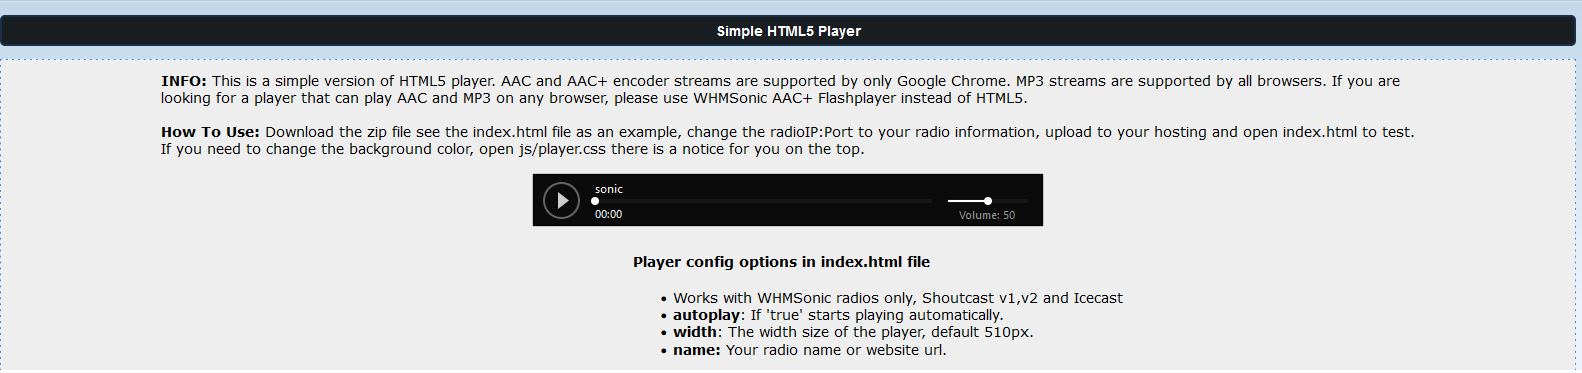 Simple HTML5 Player
INFO: This is a simple version of HTML5 player. AAC and AAC+ encoder streams are supported by only Google Chrome. MP3 streams are supported by all browsers. If you are
looking for a player that can play AAC and MP3 on any browser, please use WHMSonic AAC+ Flashplayer instead of HTML5.
How To Use: Download the zip file see the index.html file as an example, change the radioIP:Port to your radio information, upload to your hosting and open index.html to test.
If you need to change the background color, open js/player.css there is a notice for you on the top.
sonic
00:00
Volume: 50
Player config options in index.html file
• Works with WHMSonic radios only, Shoutcast v1,v2 and Icecast
• autoplay: If 'true' starts playing automatically.
• width: The width size of the player, default 510px.
• name: Your radio name or website url.